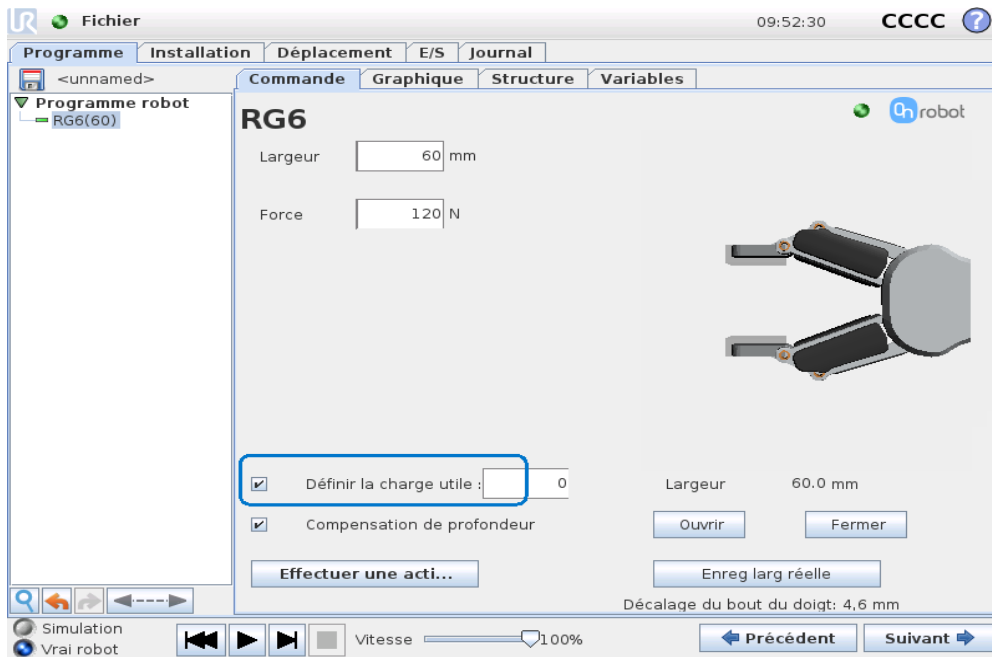 UR Fichier 09:52:30 CCCC ?
Programme Installation Déplacement E/S Journal
<unnamed> Commande Graphique Structure Variables
Programme robot
RG6(60)
RG6
On robot
Largeur 60 mm
Force 120 N
Définir la charge utile : 0
Largeur 60.0 mm
Compensation de profondeur
Ouvrir Fermer
Effectuer une acti...
Enreg larg réelle
Décalage du bout du doigt: 4,6 mm
Simulation
Vrai robot
Vitesse 100%
Précédent Suivant